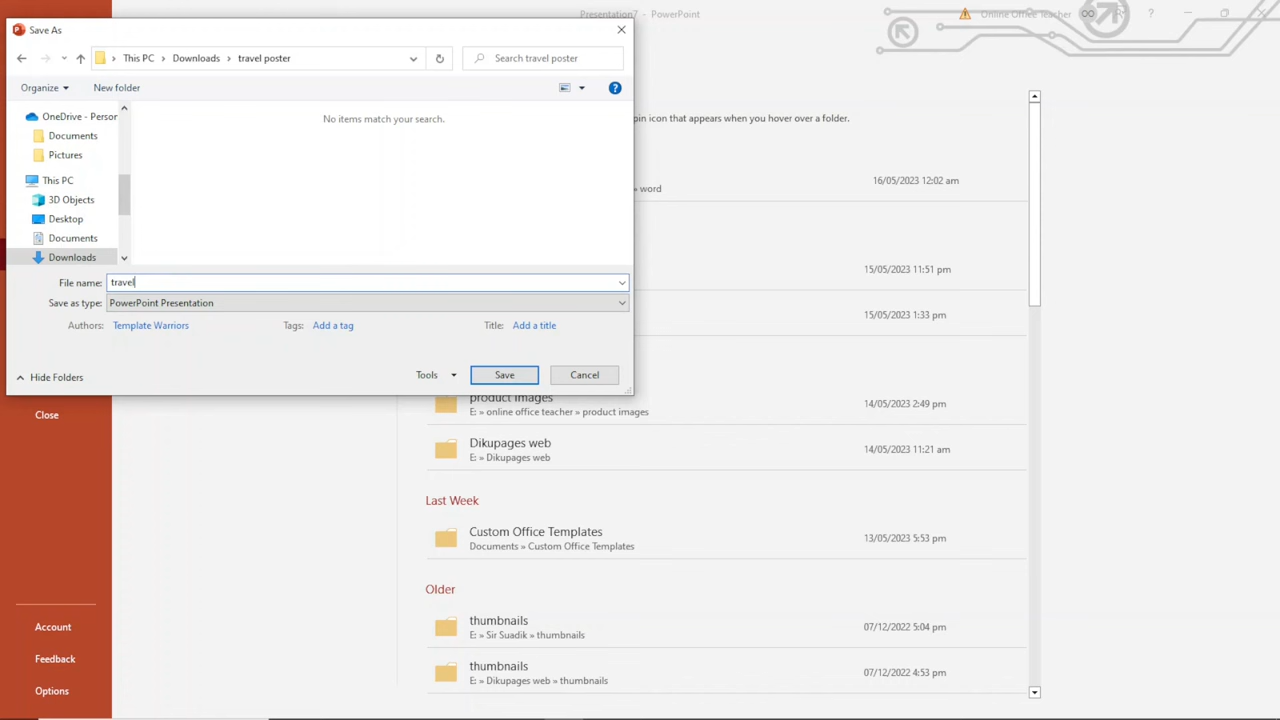 Presentation7 — PowerPoint
Online Office Teacher
OO
?
Save As
This PC > Downloads > travel poster
Search travel poster
Organize
New folder
?
OneDrive - Person
Documents
Pictures
This PC
3D Objects
Desktop
Documents
Downloads
No items match your search.
File name: travel
Save as type: PowerPoint Presentation
Authors: Template Warriors
Tags: Add a tag
Title: Add a title
Hide Folders
Tools
Save
Cancel
pin icon that appears when you hover over a folder.
» word
16/05/2023 12:02 am
15/05/2023 11:51 pm
15/05/2023 1:33 pm
product images
E: » online office teacher » product images
14/05/2023 2:49 pm
Dikupages web
E: » Dikupages web
14/05/2023 11:21 am
Last Week
Custom Office Templates
Documents » Custom Office Templates
13/05/2023 5:53 pm
Older
thumbnails
E: » Sir Suadik » thumbnails
07/12/2022 5:04 pm
thumbnails
E: » Dikupages web » thumbnails
07/12/2022 4:53 pm
Close
Account
Feedback
Options